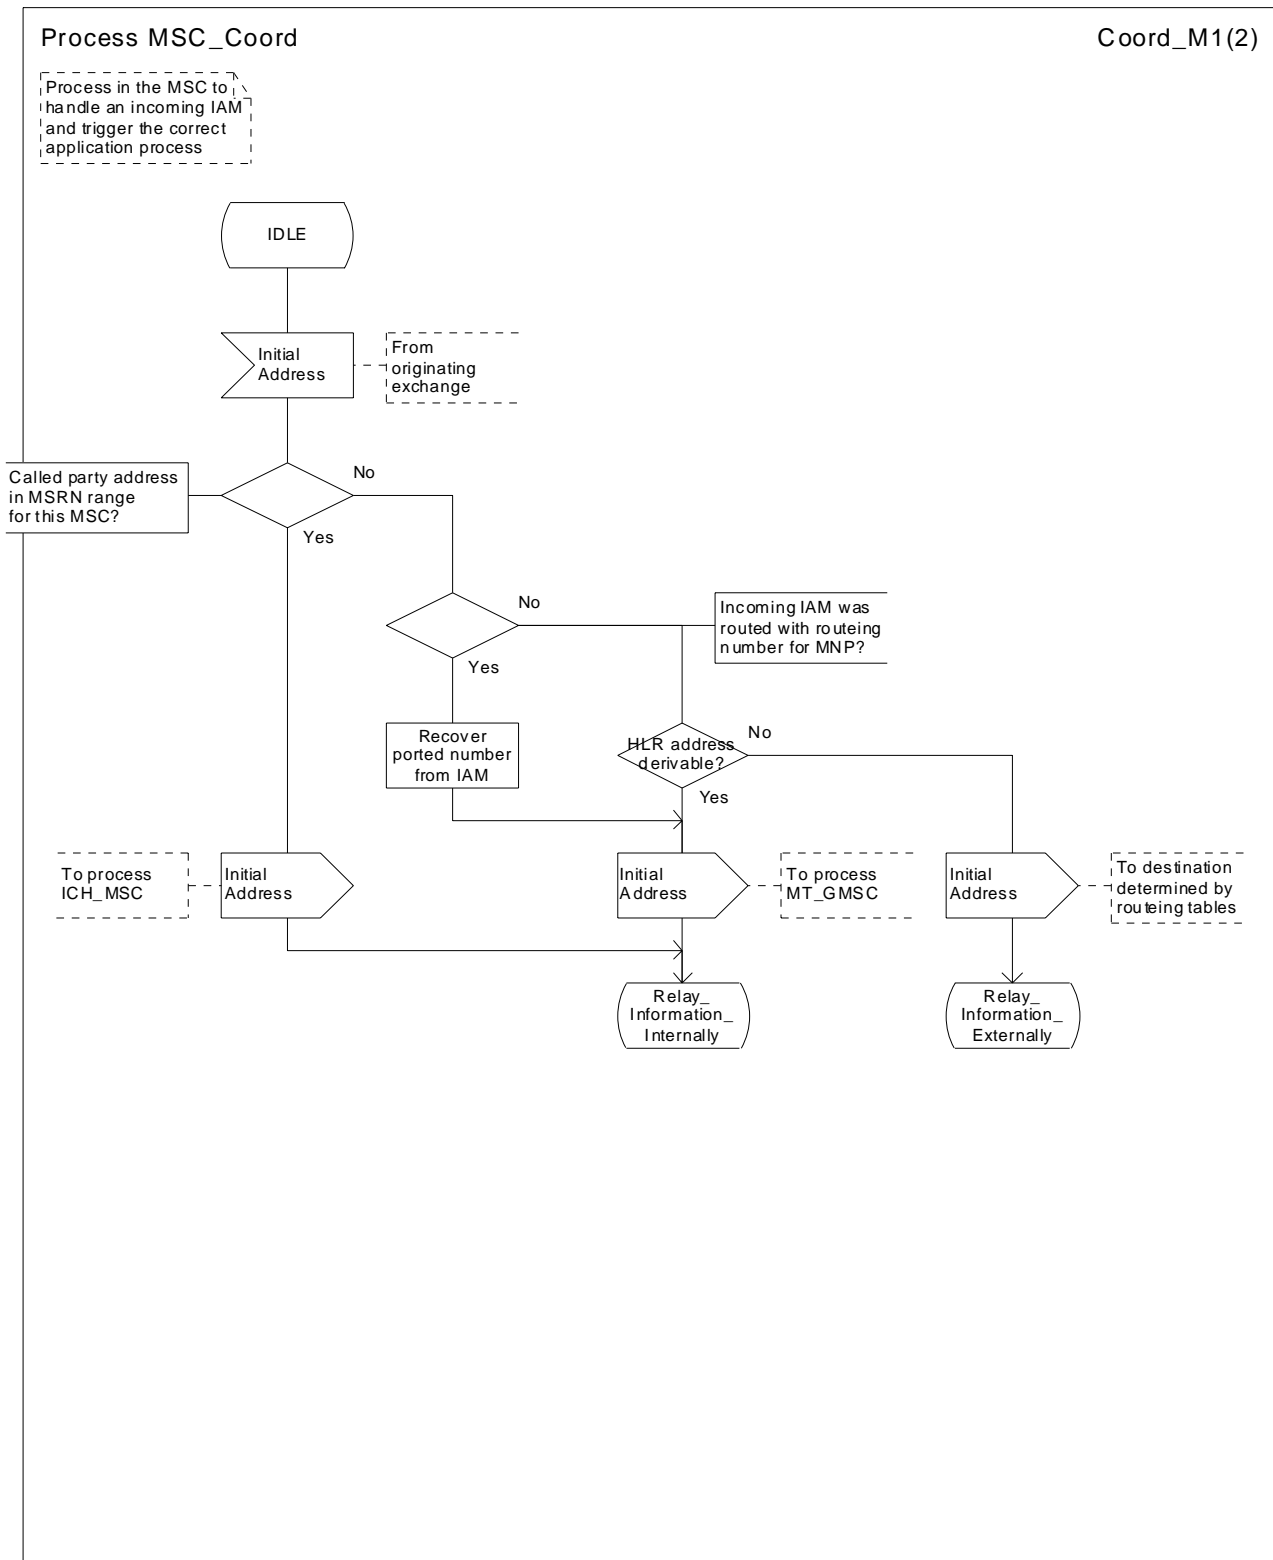 Process MSC_Coord
Coord_M1(2)
Process in the MSC to
handle an incoming IAM
and trigger the correct
application process
IDLE
Initial
Address
From
originating
exchange
Called party address
in MSRN range
for this MSC?
No
Yes
No
Incoming IAM was
routed with routeing
number for MNP?
Yes
Recover
ported number
from IAM
HLR address
derivable?
No
Yes
To process
ICH_MSC
Initial
Address
Initial
Address
To process
MT_GMSC
Initial
Address
To destination
determined by
routeing tables
Relay_
Information_
Internally
Relay_
Information_
Externally